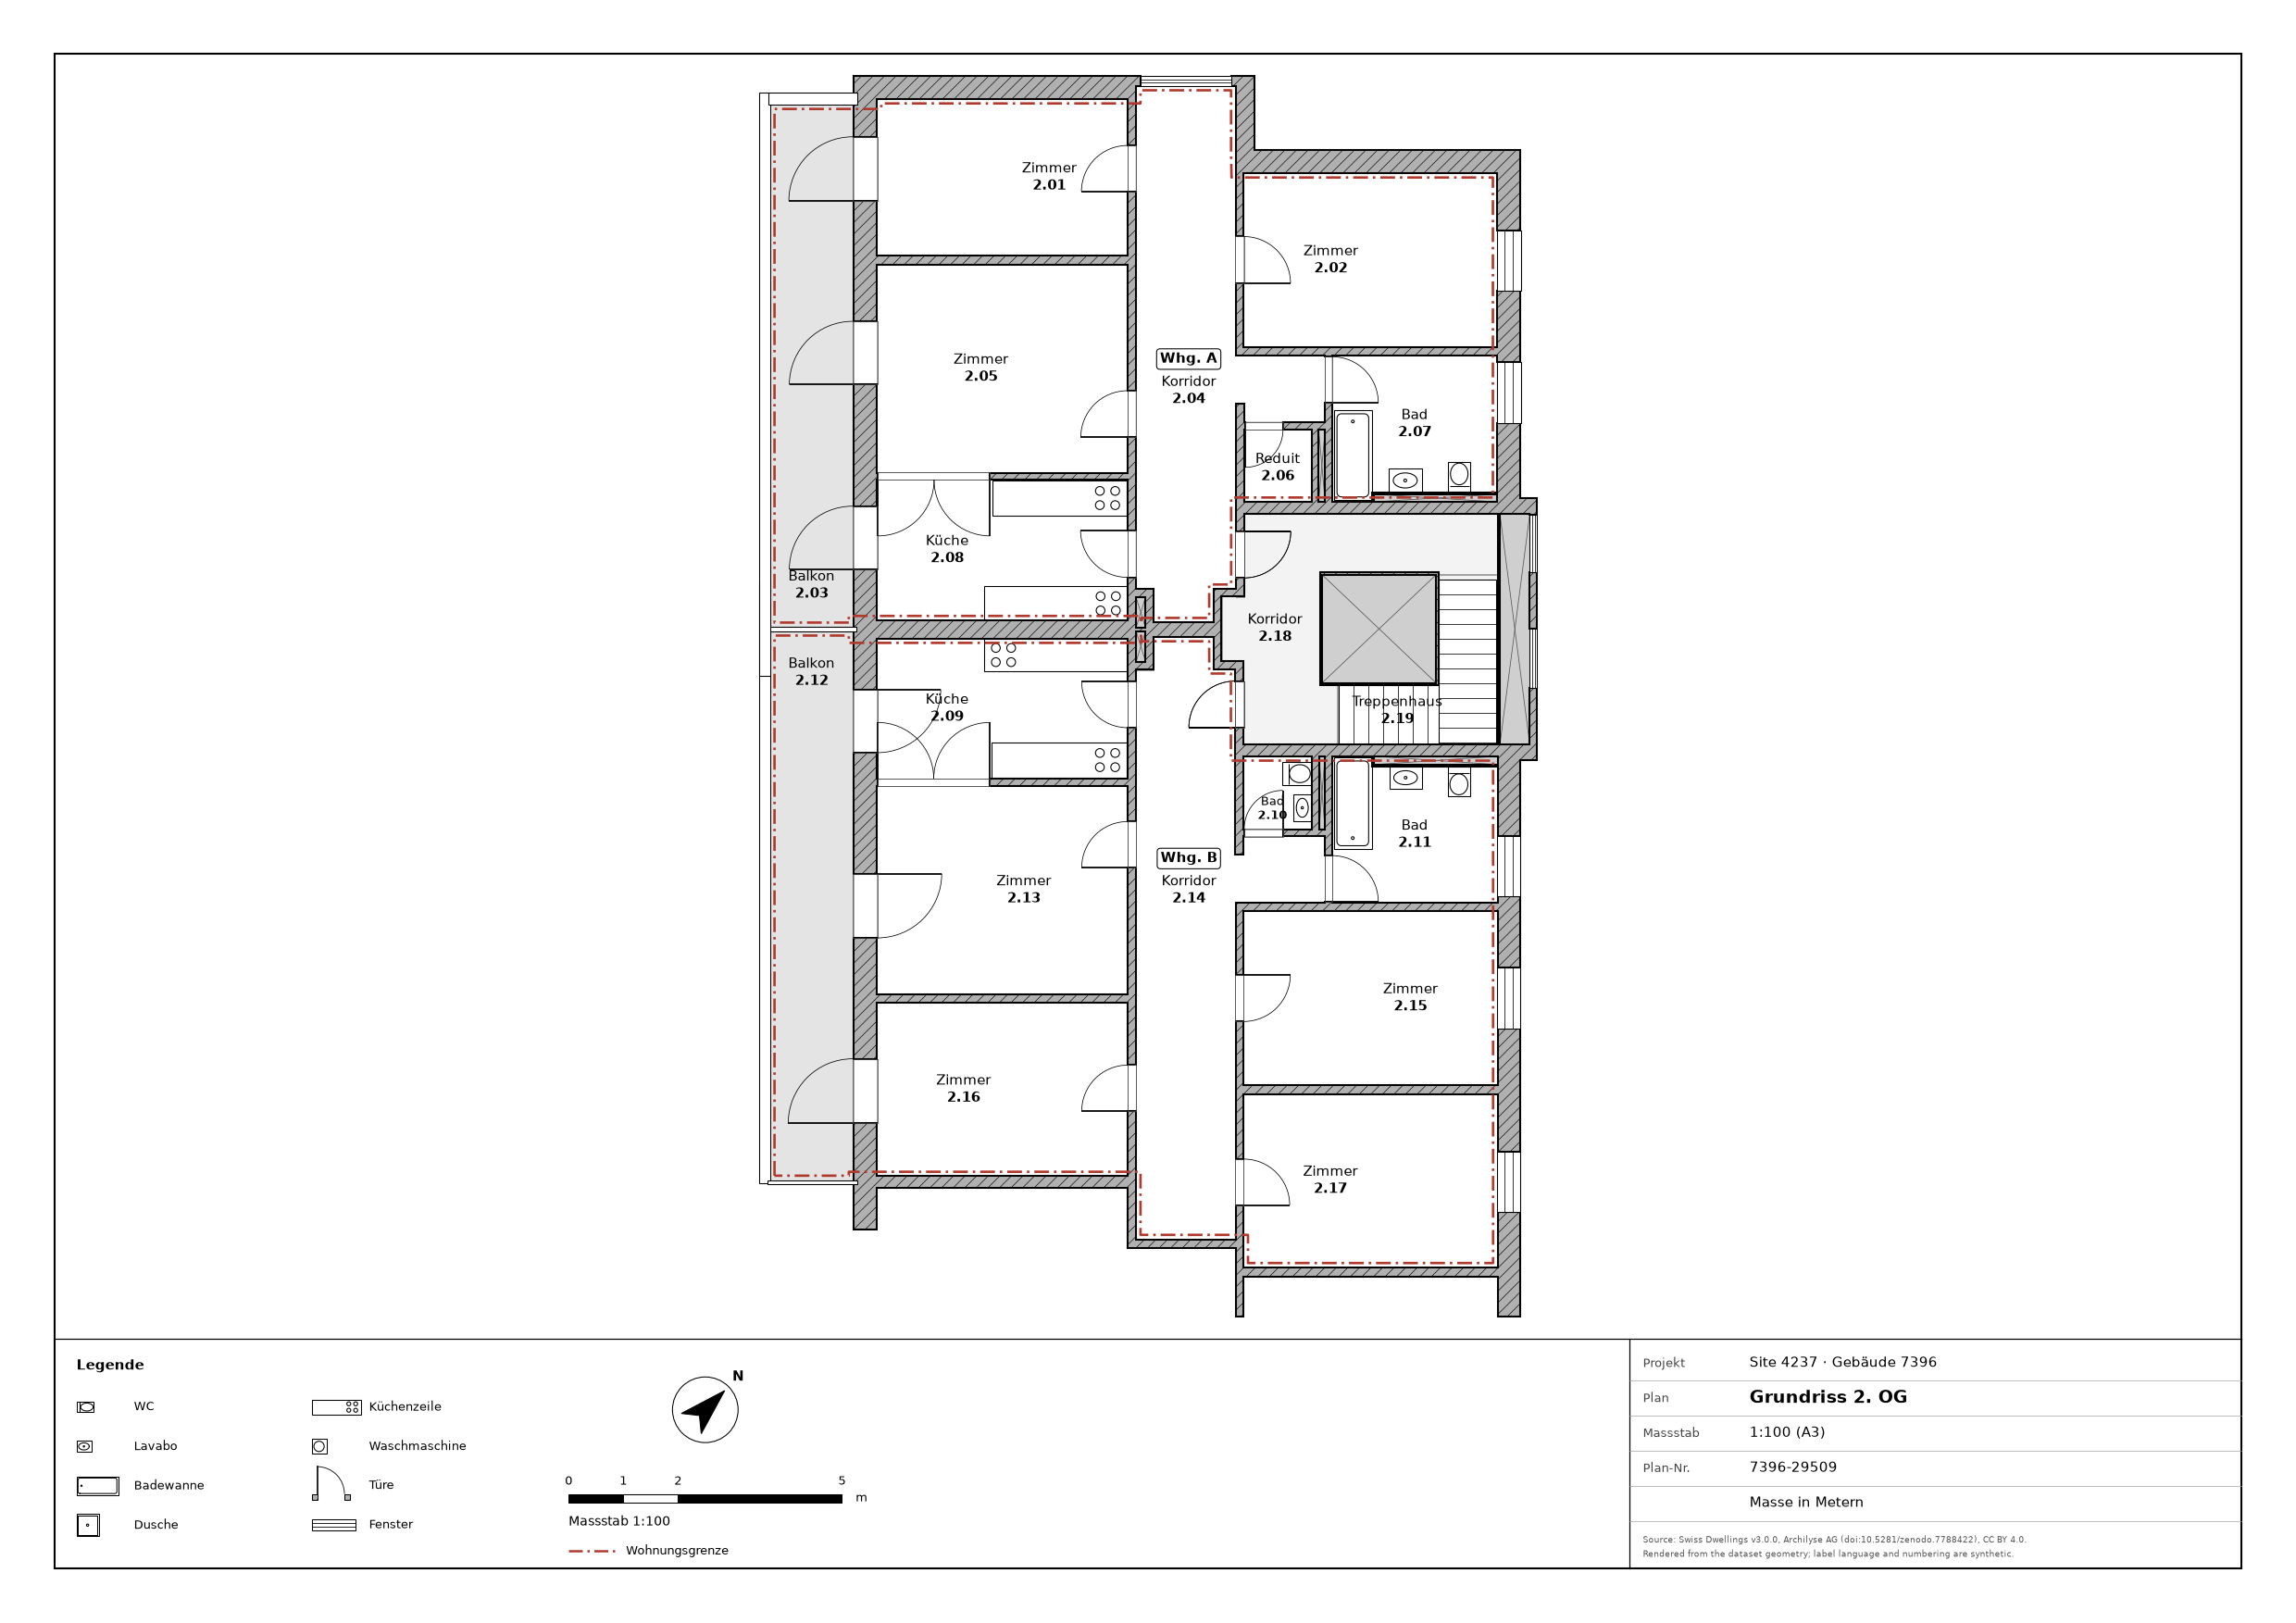 Zimmer
2.01
Zimmer
2.02
Zimmer
2.05
Whg. A
Korridor
2.04
Bad
2.07
Reduit
2.06
Küche
2.08
Balkon
2.03
Korridor
2.18
Balkon
2.12
Küche
2.09
Treppenhaus
2.19
Bad
2.10
Bad
2.11
Whg. B
Korridor
2.14
Zimmer
2.13
Zimmer
2.15
Zimmer
2.16
Zimmer
2.17
Legende
WC
Lavabo
Badewanne
Dusche
Küchenzeile
Waschmaschine
Türe
Fenster
N
0 1 2 5
m
Massstab 1:100
Wohnungsgrenze
Projekt Site 4237 · Gebäude 7396
Plan Grundriss 2. OG
Massstab 1:100 (A3)
Plan-Nr. 7396-29509
Masse in Metern
Source: Swiss Dwellings v3.0.0, Archilyse AG (doi:10.5281/zenodo.7788422), CC BY 4.0.
Rendered from the dataset geometry; label language and numbering are synthetic.